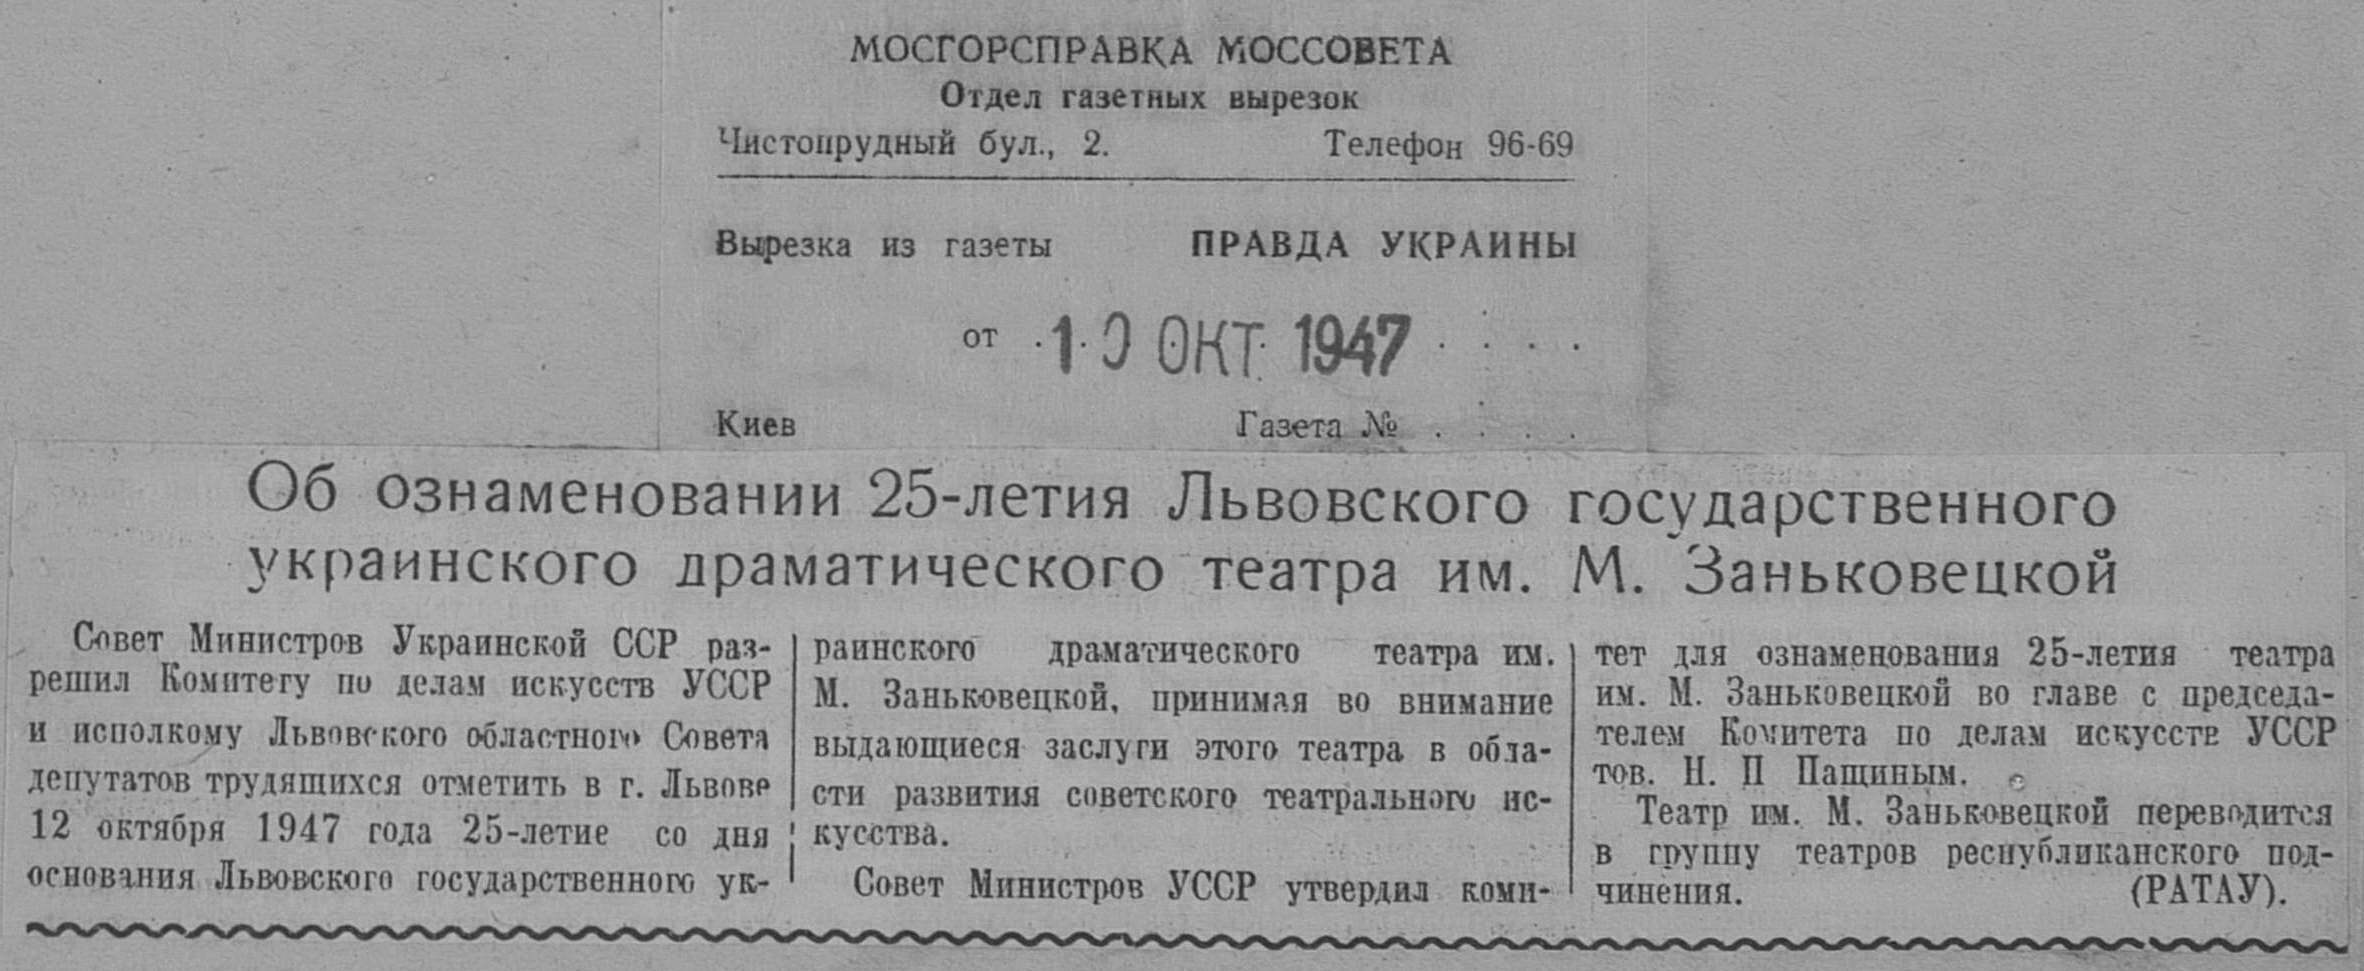 МОСГОРСПРАВКА МОССОВЕТА
Отдел газетных вырезок
Чистопрудный бул., 2. Телефон 96-69
Вырезка из газеты ПРАВДА УКРАИНЫ
от 10 ОКТ 1947
Киев Газета №
Об ознаменовании 25-летия Львовского государственного
украинского драматического театра им. М. Заньковецкой
Совет Министров Украинской ССР раз-
решил Комитету по делам искусств УССР
и исполкому Львовского областного Совета
депутатов трудящихся отметить в г. Львове
12 октября 1947 года 25-летие со дня
основания Львовского государственного ук-
раинского драматического театра им.
М. Заньковецкой, принимая во внимание
выдающиеся заслуги этого театра в обла-
сти развития советского театрального ис-
кусства.
Совет Министров УССР утвердил коми-
тет для ознаменования 25-летия театра
им. М. Заньковецкой во главе с председа-
телем Комитета по делам искусств УССР
тов. Н. П Пащиным.
Театр им. М. Заньковецкой переводится
в группу театров республиканского под-
чинения. (РАТАУ).